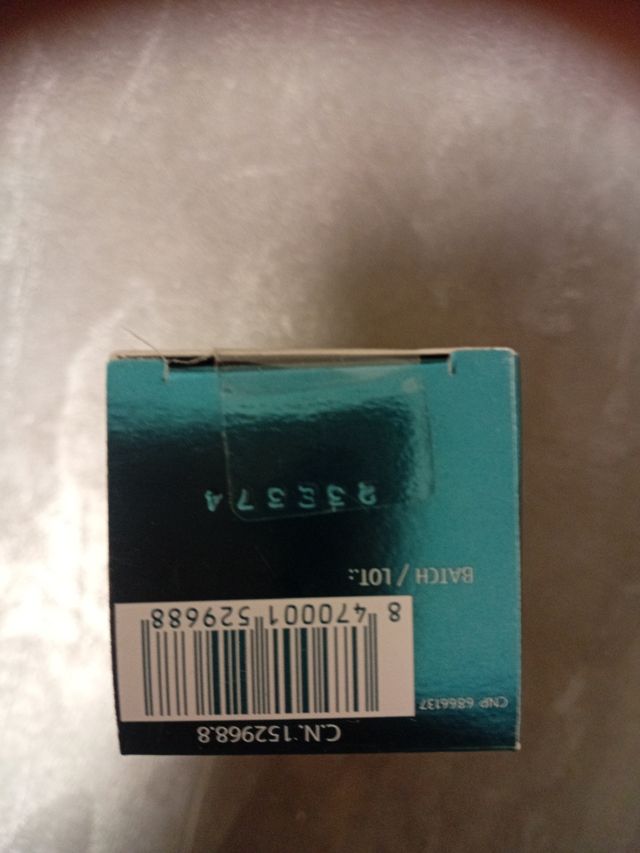 C.N.:152968.8
CNP 6866137
8 470001 529688
BATCH / LOT.: